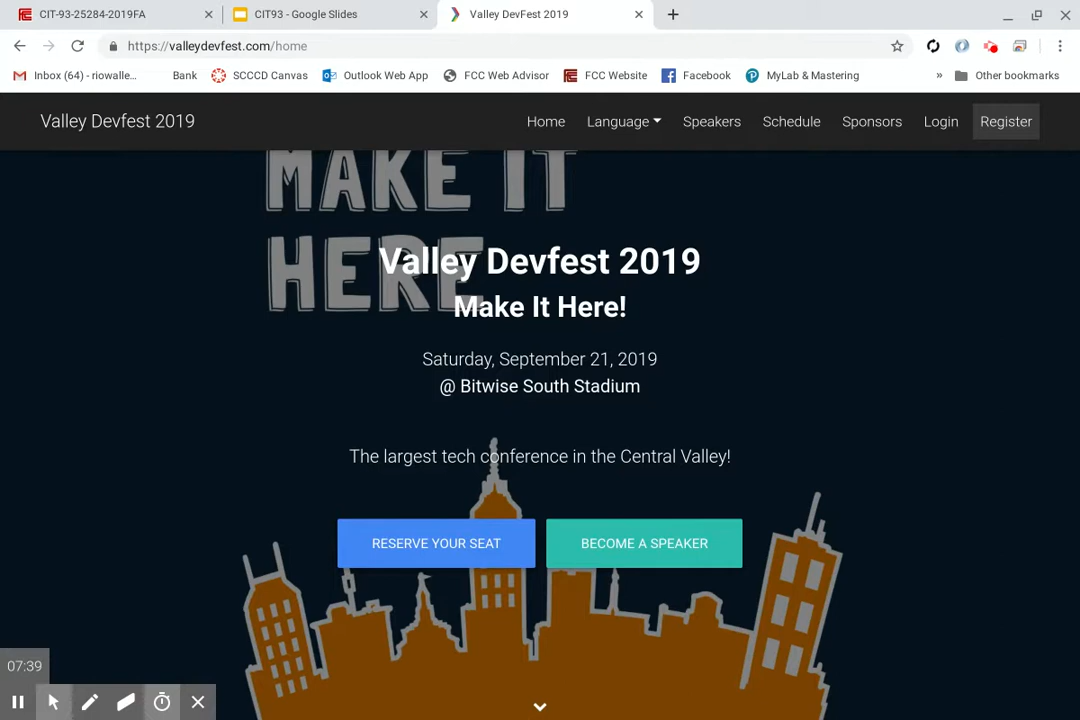 CIT-93-25284-2019FA
CIT93 - Google Slides
Valley DevFest 2019
https://valleydevfest.com/home
Inbox (64) - riowalle...
Bank
SCCCD Canvas
Outlook Web App
FCC Web Advisor
FCC Website
Facebook
MyLab & Mastering
» Other bookmarks
Valley Devfest 2019
Home
Language
Speakers
Schedule
Sponsors
Login
Register
MAKE IT
HERE
Valley Devfest 2019
Make It Here!
Saturday, September 21, 2019
@ Bitwise South Stadium
The largest tech conference in the Central Valley!
RESERVE YOUR SEAT
BECOME A SPEAKER
07:39